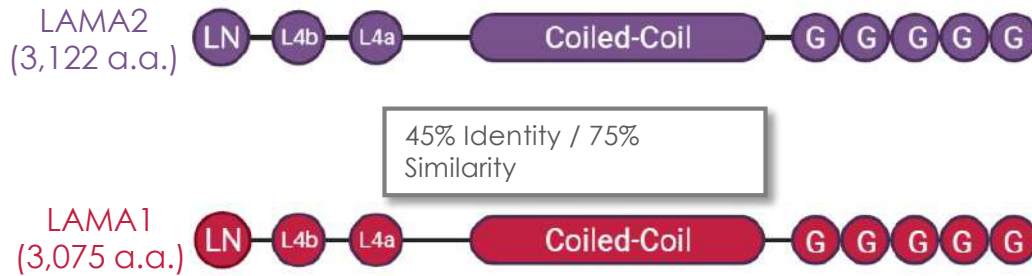 LAMA2
(3,122 a.a.)
LN L4b L4a Coiled-Coil G G G G G
45% Identity / 75%
Similarity
LAMA1
(3,075 a.a.)
LN L4b L4a Coiled-Coil G G G G G